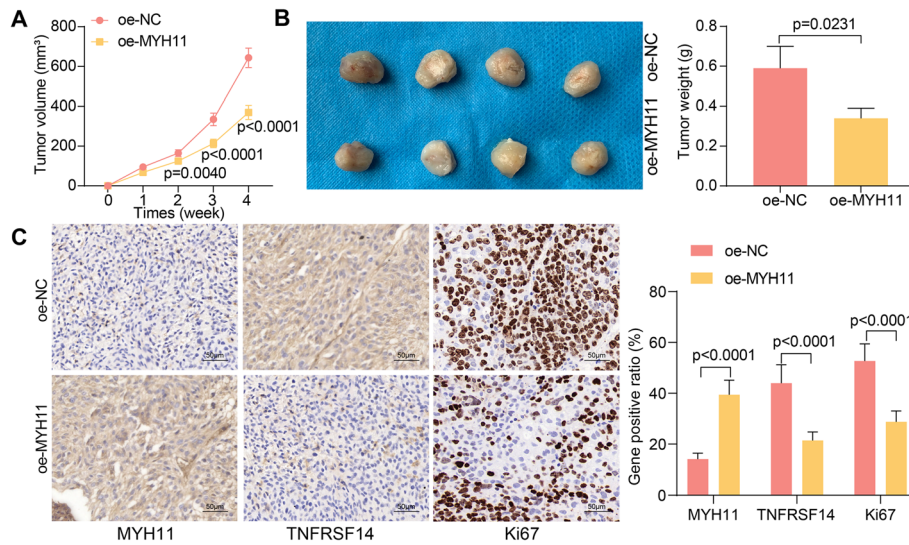 A
oe-NC
oe-MYH11
Tumor volume (mm³)
800
600
400
200
0
p<0.0001
p<0.0001
p=0.0040
0 1 2 3 4
Times (week)
B
oe-NC
oe-MYH11
Tumor weight (g)
0.8
0.6
0.4
0.2
0.0
p=0.0231
oe-NC oe-MYH11
C
oe-NC
oe-MYH11
50μm 50μm 50μm
50μm 50μm 50μm
MYH11 TNFRSF14 Ki67
oe-NC
oe-MYH11
Gene positive ratio (%)
80
60
40
20
0
p<0.0001 p<0.0001 p<0.0001
MYH11 TNFRSF14 Ki67